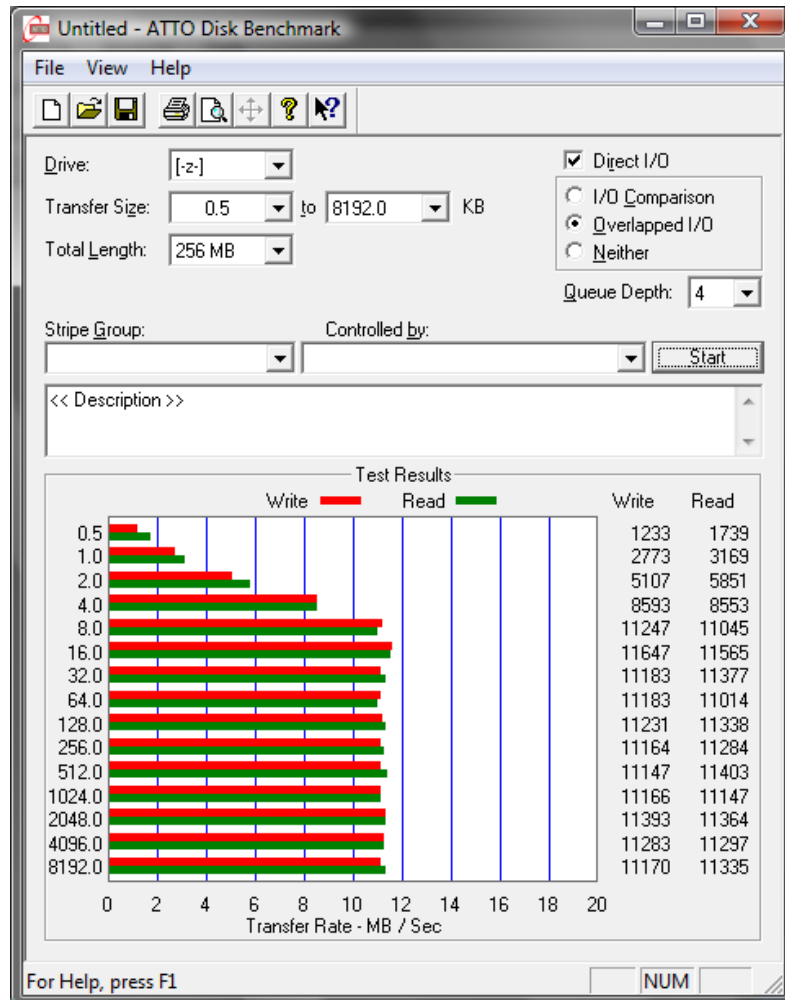 Untitled - ATTO Disk Benchmark
File View Help
Drive: [-z-] Direct I/O
Transfer Size: 0.5 to 8192.0 KB I/O Comparison
Overlapped I/O
Total Length: 256 MB Neither
Queue Depth: 4
Stripe Group: Controlled by:
Start
<< Description >>
Test Results
Write Read Write Read
0.5 1233 1739
1.0 2773 3169
2.0 5107 5851
4.0 8593 8553
8.0 11247 11045
16.0 11647 11565
32.0 11183 11377
64.0 11183 11014
128.0 11231 11338
256.0 11164 11284
512.0 11147 11403
1024.0 11166 11147
2048.0 11393 11364
4096.0 11283 11297
8192.0 11170 11335
0 2 4 6 8 10 12 14 16 18 20
Transfer Rate - MB / Sec
For Help, press F1 NUM